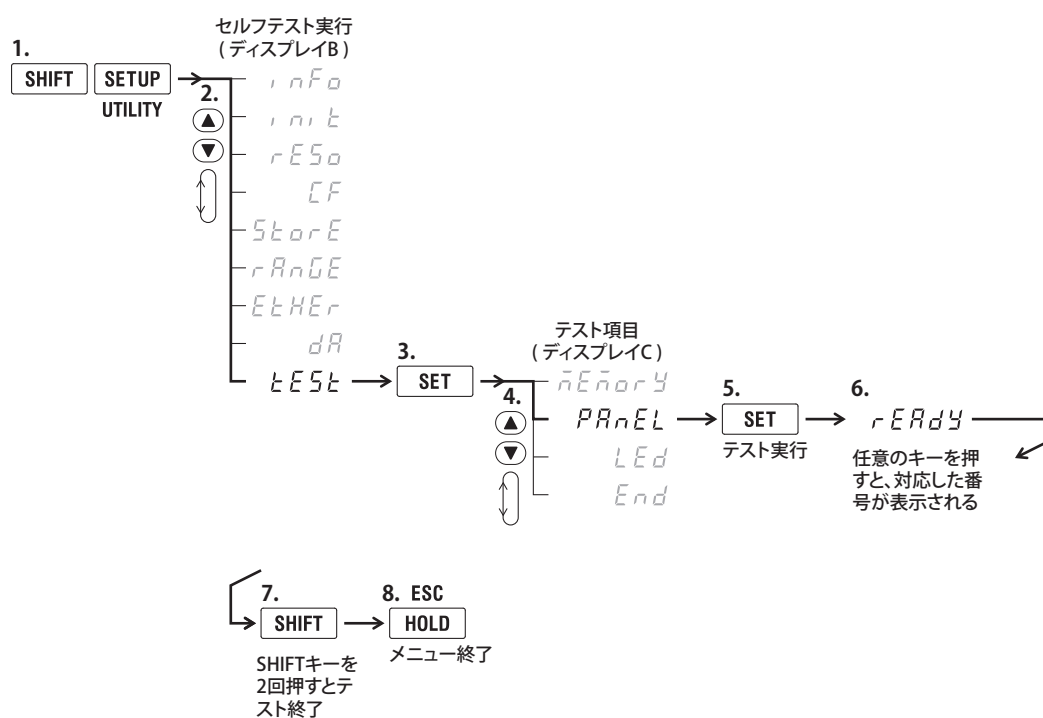 セルフテスト実行
( ディスプレイB )
1.
SHIFT SETUP
UTILITY
2.
inFo
init
rESo
CF
StorE
rAnGE
EtHEr
dA
tESt
3.
SET
テスト項目
( ディスプレイC )
4.
mEmorY
PAnEL
LEd
End
5.
SET
テスト実行
6.
rEAdY
任意のキーを押
すと、対応した番
号が表示される
7.
SHIFT
SHIFTキーを
2回押すとテ
スト終了
8. ESC
HOLD
メニュー終了